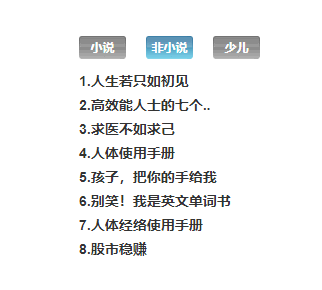 小说 非小说 少儿
1.人生若只如初见
2.高效能人士的七个..
3.求医不如求己
4.人体使用手册
5.孩子，把你的手给我
6.别笑！我是英文单词书
7.人体经络使用手册
8.股市稳赚